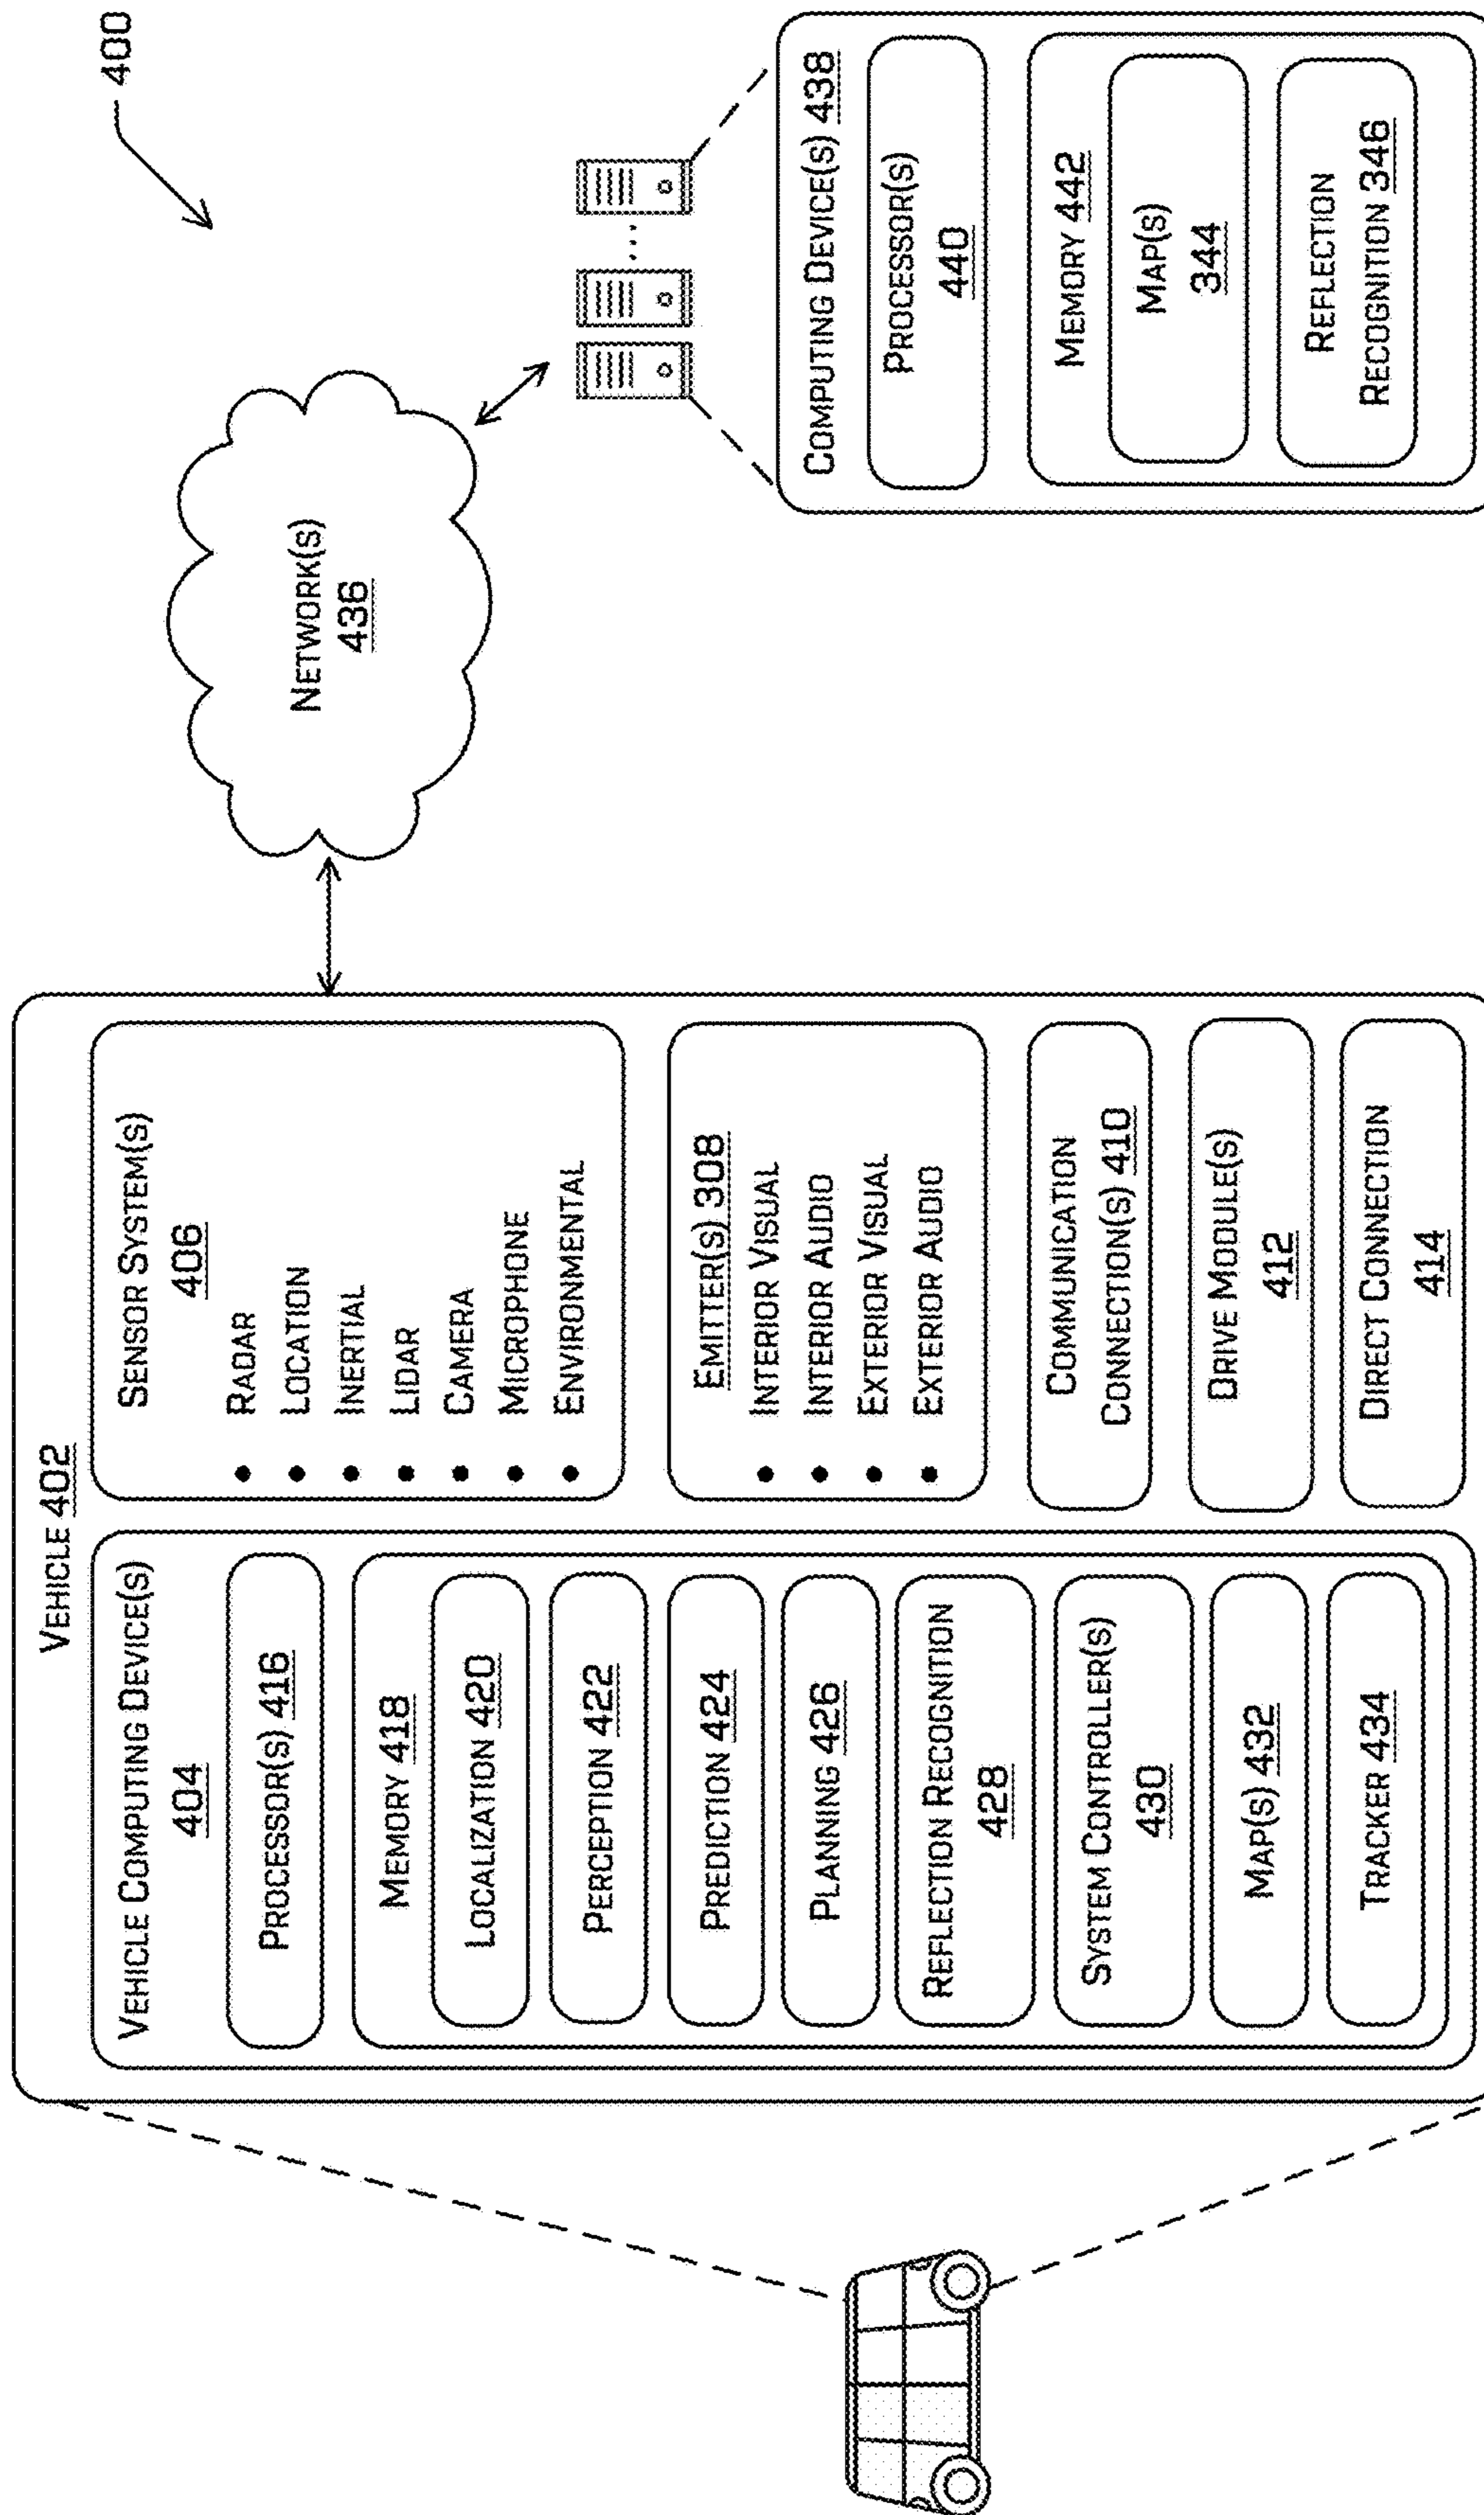 400
VEHICLE 402
VEHICLE COMPUTING DEVICE(S)
404
PROCESSOR(S) 416
MEMORY 418
LOCALIZATION 420
PERCEPTION 422
PREDICTION 424
PLANNING 426
REFLECTION RECOGNITION
428
SYSTEM CONTROLLER(S)
430
MAP(S) 432
TRACKER 434
SENSOR SYSTEM(S)
406
• RADAR
• LOCATION
• INERTIAL
• LIDAR
• CAMERA
• MICROPHONE
• ENVIRONMENTAL
EMITTER(S) 308
• INTERIOR VISUAL
• INTERIOR AUDIO
• EXTERIOR VISUAL
• EXTERIOR AUDIO
COMMUNICATION
CONNECTION(S) 410
DRIVE MODULE(S)
412
DIRECT CONNECTION
414
NETWORK(S)
436
COMPUTING DEVICE(S) 438
PROCESSOR(S)
440
MEMORY 442
MAP(S)
344
REFLECTION
RECOGNITION 346